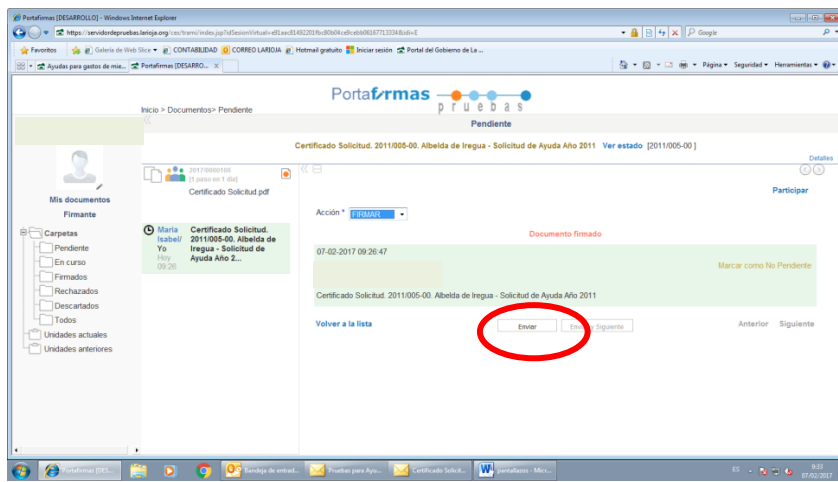 Portafirmas [DESARROLLO] - Windows Internet Explorer
Google
Favoritos Galería de Web Slice CONTABILIDAD CORREO LARIOJA Hotmail gratuito Iniciar sesión Portal del Gobierno de La ...
Ayudas para gastos de mie... Portafirmas [DESARRO... X Página Seguridad Herramientas
Portafirmas
pruebas
Inicio > Documentos> Pendiente
Pendiente
Certificado Solicitud. 2011/005-00. Albelda de Iregua - Solicitud de Ayuda Año 2011 Ver estado [2011/005-00 ]
Detalles
2017/0000108
[1 paso en 1 día]
Certificado Solicitud.pdf
Participar
Mis documentos
Firmante
Acción * FIRMAR
Carpetas
Pendiente
En curso
Firmados
Rechazados
Descartados
Todos
Unidades actuales
Unidades anteriores
Maria Isabel/
Yo
Hoy
09:26
Certificado Solicitud.
2011/005-00. Albelda de
Iregua - Solicitud de
Ayuda Año 2...
Documento firmado
07-02-2017 09:26:47
Marcar como No Pendiente
Certificado Solicitud. 2011/005-00. Albelda de Iregua - Solicitud de Ayuda Año 2011
Volver a la lista Enviar Siguiente Anterior Siguiente
Portafirmas [DES... Bandeja de entrad... Pruebas para Ayu... Certificado Solicit... pantallazos - Micr...
ES 9:33
07/02/2017